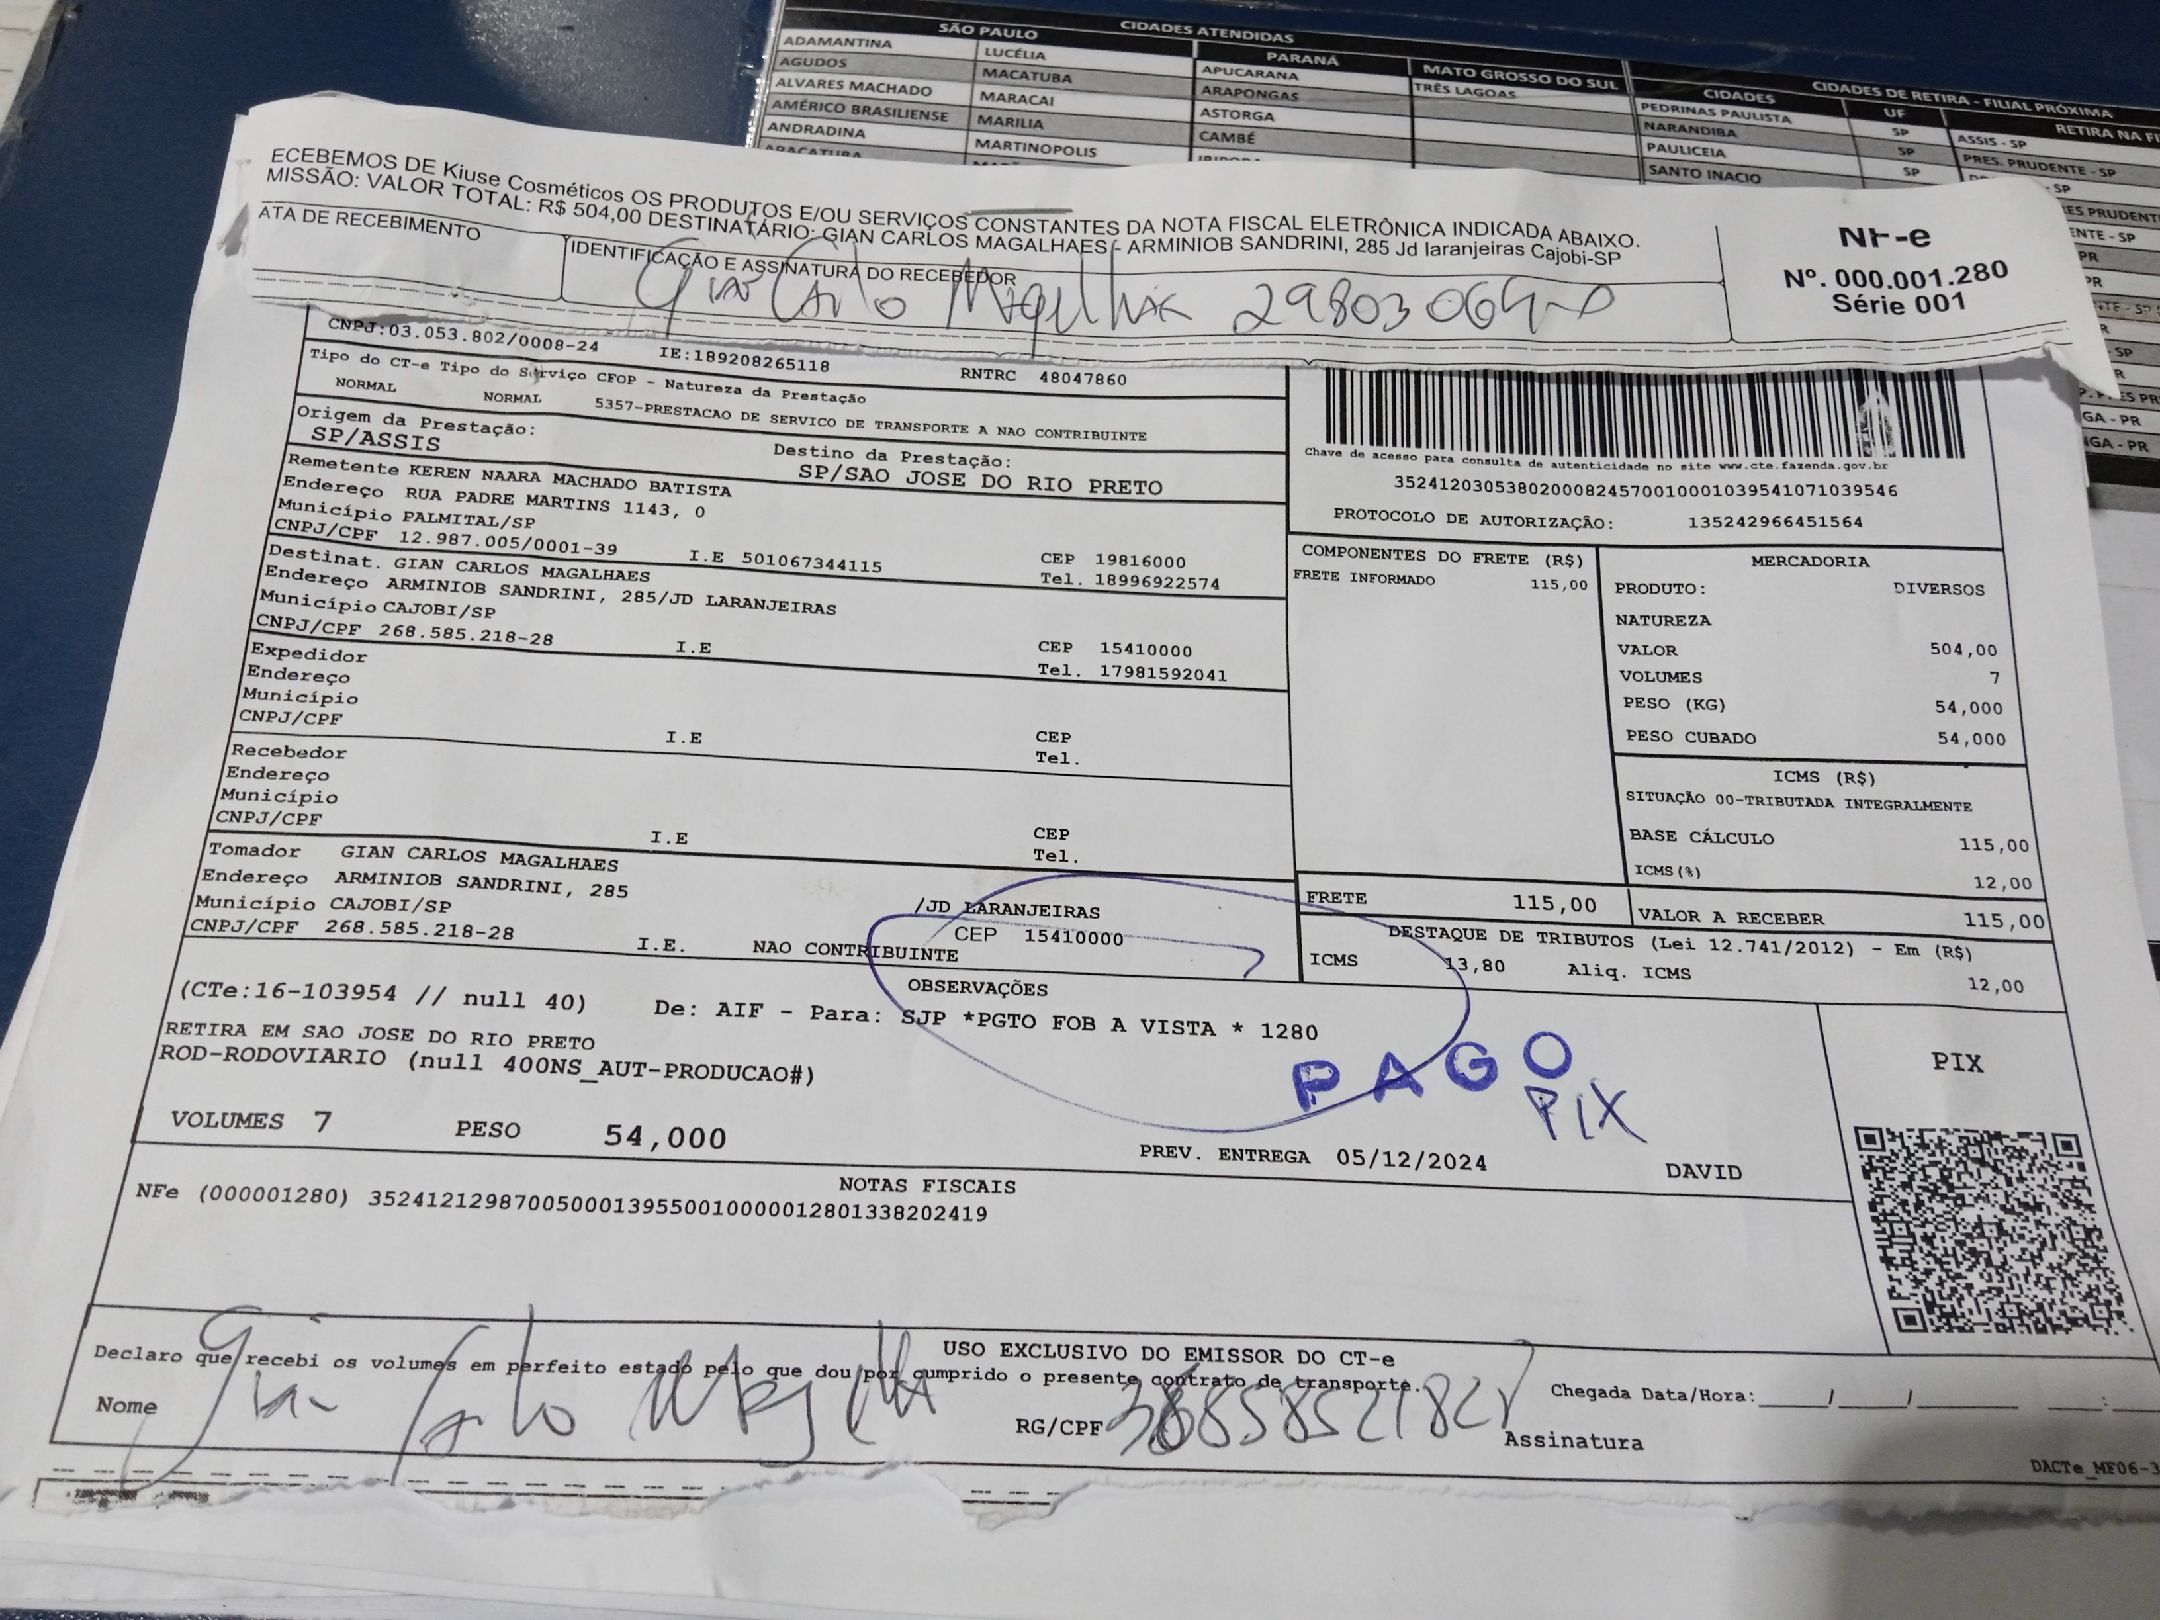 CIDADES ATENDIDAS
SÃO PAULO
PARANÁ
MATO GROSSO DO SUL
CIDADES DE RETIRA - FILIAL PRÓXIMA
CIDADES UF RETIRA NA FI
ADAMANTINA LUCÉLIA APUCARANA TRÊS LAGOAS PEDRINAS PAULISTA SP ASSIS - SP
AGUDOS MACATUBA ARAPONGAS NARANDIBA SP PRES. PRUDENTE - SP
ALVARES MACHADO MARACAI ASTORGA PAULICEIA SP
AMÉRICO BRASILIENSE MARILIA CAMBÉ SANTO INACIO SP
ANDRADINA MARTINOPOLIS
ARACATUBA
ECEBEMOS DE Kiuse Cosméticos OS PRODUTOS E/OU SERVIÇOS CONSTANTES DA NOTA FISCAL ELETRÔNICA INDICADA ABAIXO.
MISSÃO: VALOR TOTAL: R$ 504,00 DESTINATÁRIO: GIAN CARLOS MAGALHAES - ARMINIOB SANDRINI, 285 Jd laranjeiras Cajobi-SP
ATA DE RECEBIMENTO
IDENTIFICAÇÃO E ASSINATURA DO RECEBEDOR
NF-e
Nº. 000.001.280
Série 001
CNPJ:03.053.802/0008-24 IE:189208265118 RNTRC 48047860
Tipo do CT-e Tipo do Serviço CFOP - Natureza da Prestação
NORMAL NORMAL 5357-PRESTACAO DE SERVICO DE TRANSPORTE A NAO CONTRIBUINTE
Origem da Prestação: Destino da Prestação:
SP/ASSIS SP/SAO JOSE DO RIO PRETO
Remetente KEREN NAARA MACHADO BATISTA
Endereço RUA PADRE MARTINS 1143, 0
Município PALMITAL/SP CEP 19816000
CNPJ/CPF 12.987.005/0001-39 I.E 501067344115 Tel. 18996922574
Destinat. GIAN CARLOS MAGALHAES
Endereço ARMINIOB SANDRINI, 285/JD LARANJEIRAS
Município CAJOBI/SP CEP 15410000
CNPJ/CPF 268.585.218-28 I.E Tel. 17981592041
Expedidor
Endereço
Município CEP
CNPJ/CPF I.E Tel.
Recebedor
Endereço
Município CEP
CNPJ/CPF I.E Tel.
Tomador GIAN CARLOS MAGALHAES
Endereço ARMINIOB SANDRINI, 285 /JD LARANJEIRAS
Município CAJOBI/SP CEP 15410000
CNPJ/CPF 268.585.218-28 I.E. NAO CONTRIBUINTE
Chave de acesso para consulta de autenticidade no site www.cte.fazenda.gov.br
35241203053802000824570010001039541071039546
PROTOCOLO DE AUTORIZAÇÃO: 135242966451564
COMPONENTES DO FRETE (R$)
FRETE INFORMADO 115,00
MERCADORIA
PRODUTO: DIVERSOS
NATUREZA
VALOR 504,00
VOLUMES 7
PESO (KG) 54,000
PESO CUBADO 54,000
ICMS (R$)
SITUAÇÃO 00-TRIBUTADA INTEGRALMENTE
BASE CÁLCULO 115,00
ICMS(%) 12,00
FRETE 115,00 VALOR A RECEBER 115,00
DESTAQUE DE TRIBUTOS (Lei 12.741/2012) - Em (R$)
ICMS 13,80 Aliq. ICMS 12,00
OBSERVAÇÕES
(CTe:16-103954 // null 40) De: AIF - Para: SJP *PGTO FOB A VISTA * 1280
RETIRA EM SAO JOSE DO RIO PRETO
ROD-RODOVIARIO (null 400NS_AUT-PRODUCAO#)
PAGO
PIX
PIX
VOLUMES 7 PESO 54,000 PREV. ENTREGA 05/12/2024 DAVID
NOTAS FISCAIS
NFe (000001280) 35241212987005000139550010000012801338202419
USO EXCLUSIVO DO EMISSOR DO CT-e
Declaro que recebi os volumes em perfeito estado pelo que dou por cumprido o presente contrato de transporte.
Chegada Data/Hora: / / :
Nome RG/CPF Assinatura
DACTe_MF06-3